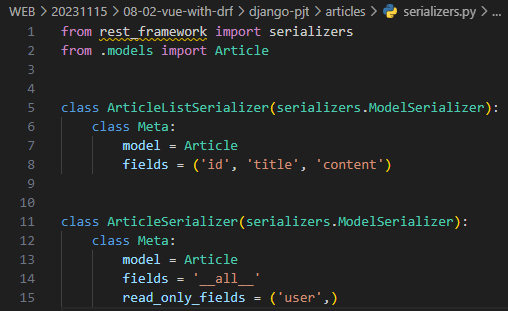 WEB > 20231115 > 08-02-vue-with-drf > django-pjt > articles > serializers.py > ...
1 from rest_framework import serializers
2 from .models import Article
3
4
5 class ArticleListSerializer(serializers.ModelSerializer):
6     class Meta:
7         model = Article
8         fields = ('id', 'title', 'content')
9
10
11 class ArticleSerializer(serializers.ModelSerializer):
12     class Meta:
13         model = Article
14         fields = '__all__'
15         read_only_fields = ('user',)